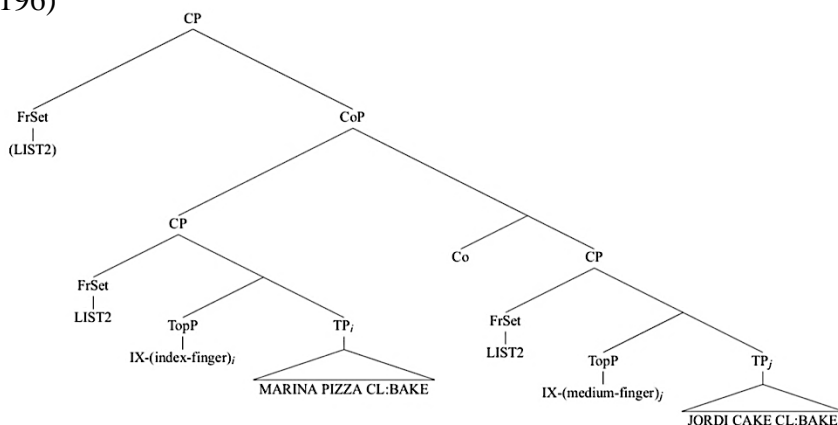 196)
CP
FrSet CoP
(LIST2)
CP
Co CP
FrSet
LIST2
FrSet
LIST2
TopP TP𝑖
IX-(index-finger)𝑖
MARINA PIZZA CL:BAKE
TopP TP𝑗
IX-(medium-finger)𝑗
JORDI CAKE CL:BAKE